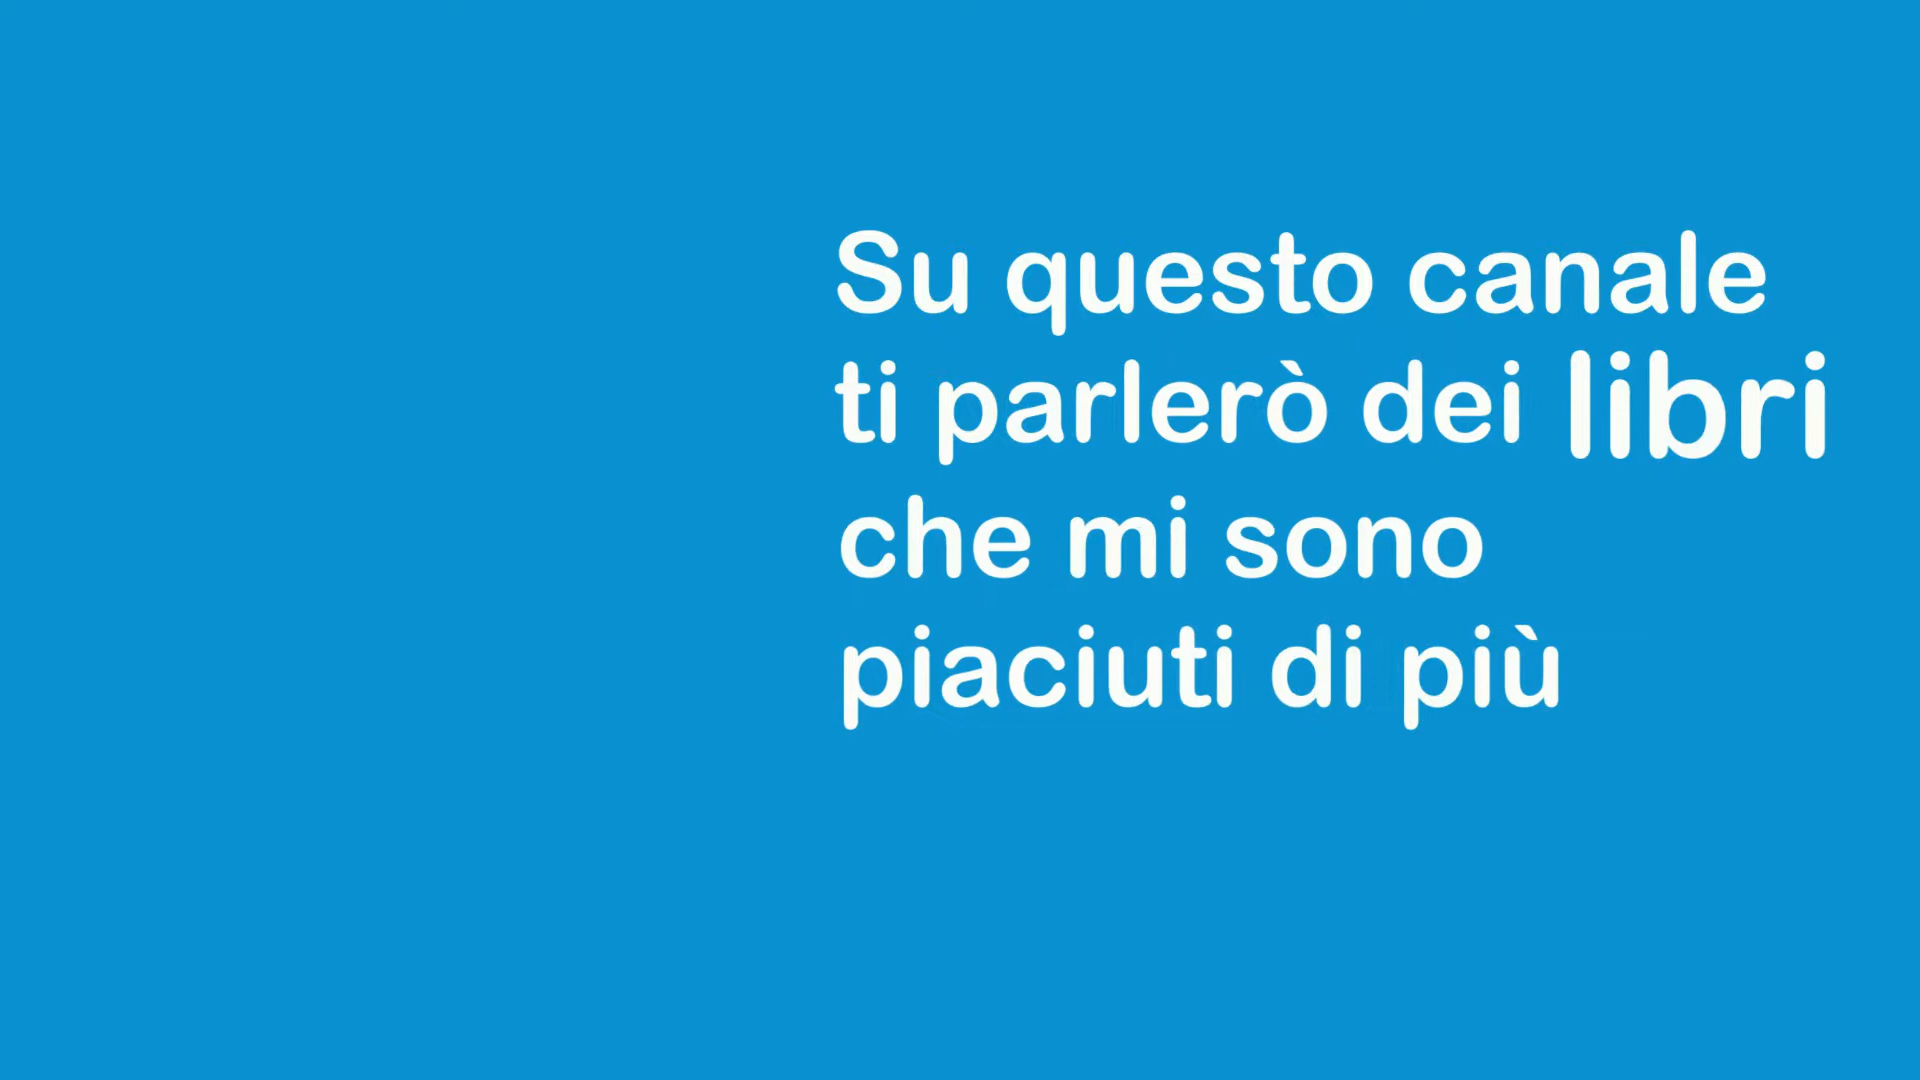 Su questo canale
ti parlerò dei libri
che mi sono
piaciuti di più